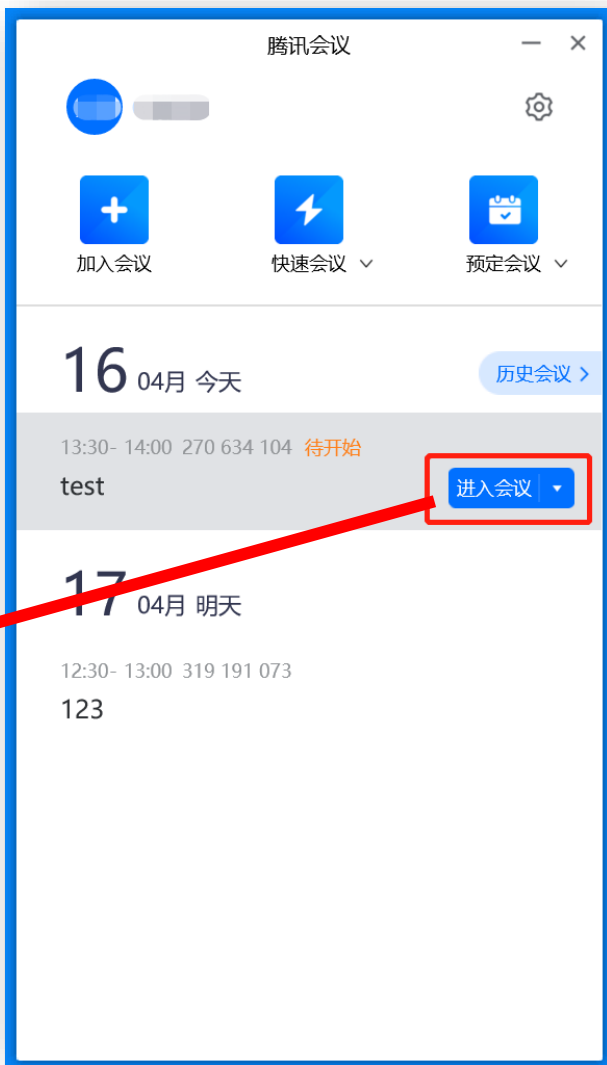 腾讯会议
加入会议 快速会议 预定会议
16 04月 今天 历史会议
13:30- 14:00 270 634 104 待开始
test 进入会议
17 04月 明天
12:30- 13:00 319 191 073
123